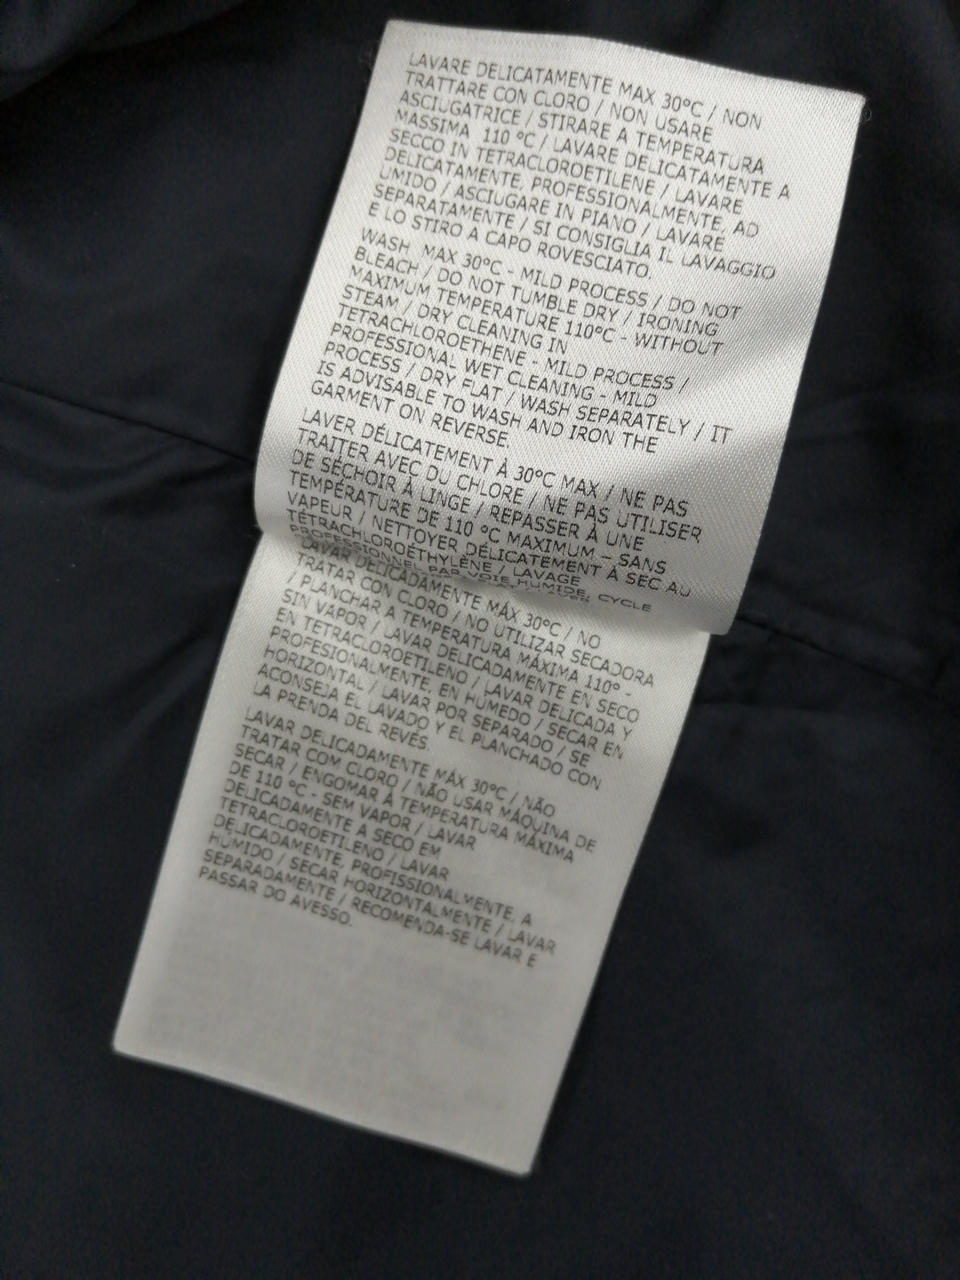 LAVARE DELICATAMENTE MAX 30°C / NON
TRATTARE CON CLORO / NON USARE
ASCIUGATRICE / STIRARE A TEMPERATURA
MASSIMA 110 °C / LAVARE DELICATAMENTE A
SECCO IN TETRACLOROETILENE / LAVARE
DELICATAMENTE, PROFESSIONALMENTE, AD
UMIDO / ASCIUGARE IN PIANO / LAVARE
SEPARATAMENTE / SI CONSIGLIA IL LAVAGGIO
E LO STIRO A CAPO ROVESCIATO.
WASH MAX 30°C - MILD PROCESS / DO NOT
BLEACH / DO NOT TUMBLE DRY / IRONING
MAXIMUM TEMPERATURE 110°C - WITHOUT
STEAM / DRY CLEANING IN
TETRACHLOROETHENE - MILD PROCESS /
PROFESSIONAL WET CLEANING - MILD
PROCESS / DRY FLAT / WASH SEPARATELY / IT
IS ADVISABLE TO WASH AND IRON THE
GARMENT ON REVERSE.
LAVER DÉLICATEMENT À 30°C MAX / NE PAS
TRAITER AVEC DU CHLORE / NE PAS UTILISER
DE SÉCHOIR À LINGE / REPASSER À UNE
TEMPÉRATURE DE 110 °C MAXIMUM – SANS
VAPEUR / NETTOYER DÉLICATEMENT À SEC AU
TÉTRACHLOROÉTHYLÈNE / LAVAGE
PROFESSIONNEL PAR VOIE HUMIDE, CYCLE
LAVAR DELICADAMENTE MÁX 30°C / NO
TRATAR CON CLORO / NO UTILIZAR SECADORA
/ PLANCHAR A TEMPERATURA MÁXIMA 110° -
SIN VAPOR / LAVAR DELICADAMENTE EN SECO
EN TETRACLOROETILENO / LAVAR DELICADA Y
PROFESIONALMENTE, EN HÚMEDO / SECAR EN
HORIZONTAL / LAVAR POR SEPARADO / SE
ACONSEJA EL LAVADO Y EL PLANCHADO CON
LA PRENDA DEL REVÉS.
LAVAR DELICADAMENTE MÁX 30°C / NÃO
TRATAR COM CLORO / NÃO USAR MÁQUINA DE
SECAR / ENGOMAR À TEMPERATURA MÁXIMA
DE 110 °C - SEM VAPOR / LAVAR
DELICADAMENTE A SECO EM
TETRACLOROETILENO / LAVAR
DELICADAMENTE, PROFISSIONALMENTE, A
HÚMIDO / SECAR HORIZONTALMENTE / LAVAR
SEPARADAMENTE / RECOMENDA-SE LAVAR E
PASSAR DO AVESSO.